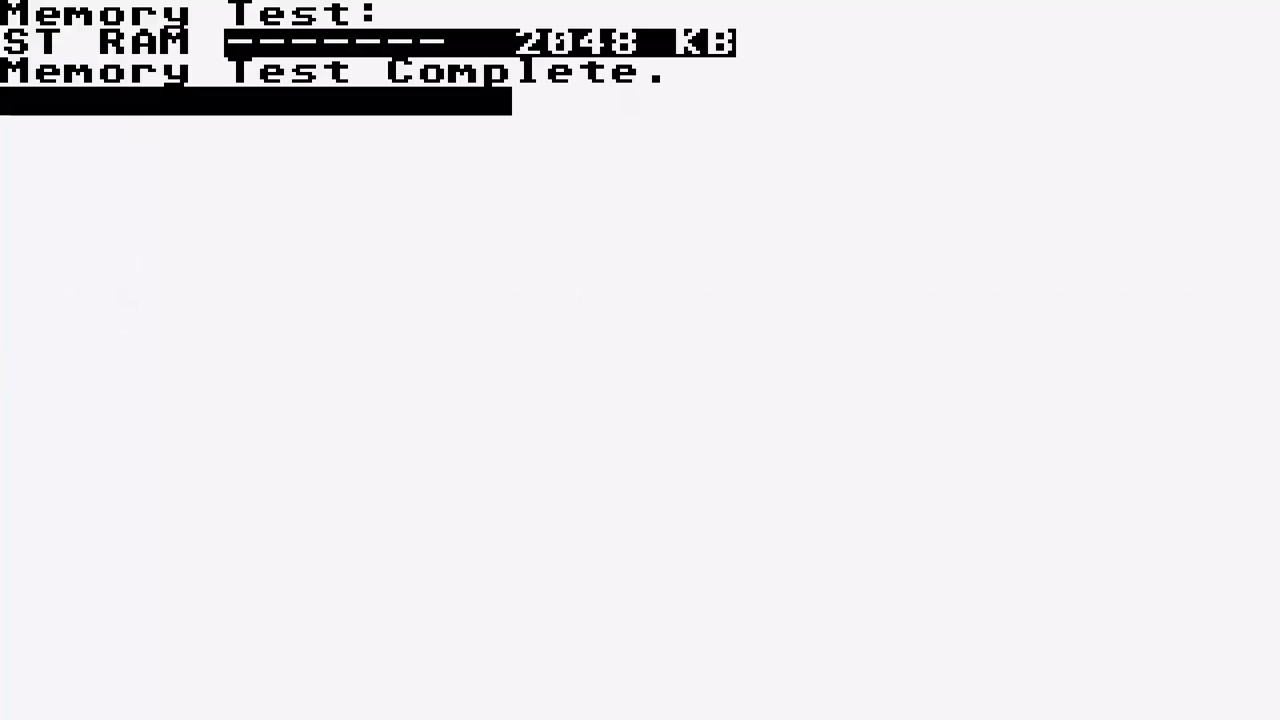 Memory Test:
ST RAM ------- 2048 KB
Memory Test Complete.